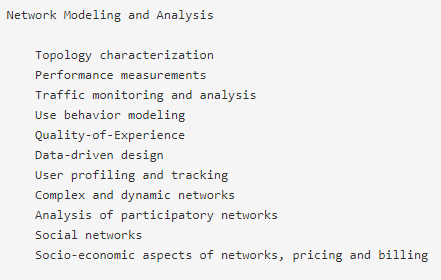 Network Modeling and Analysis
Topology characterization
Performance measurements
Traffic monitoring and analysis
Use behavior modeling
Quality-of-Experience
Data-driven design
User profiling and tracking
Complex and dynamic networks
Analysis of participatory networks
Social networks
Socio-economic aspects of networks, pricing and billing